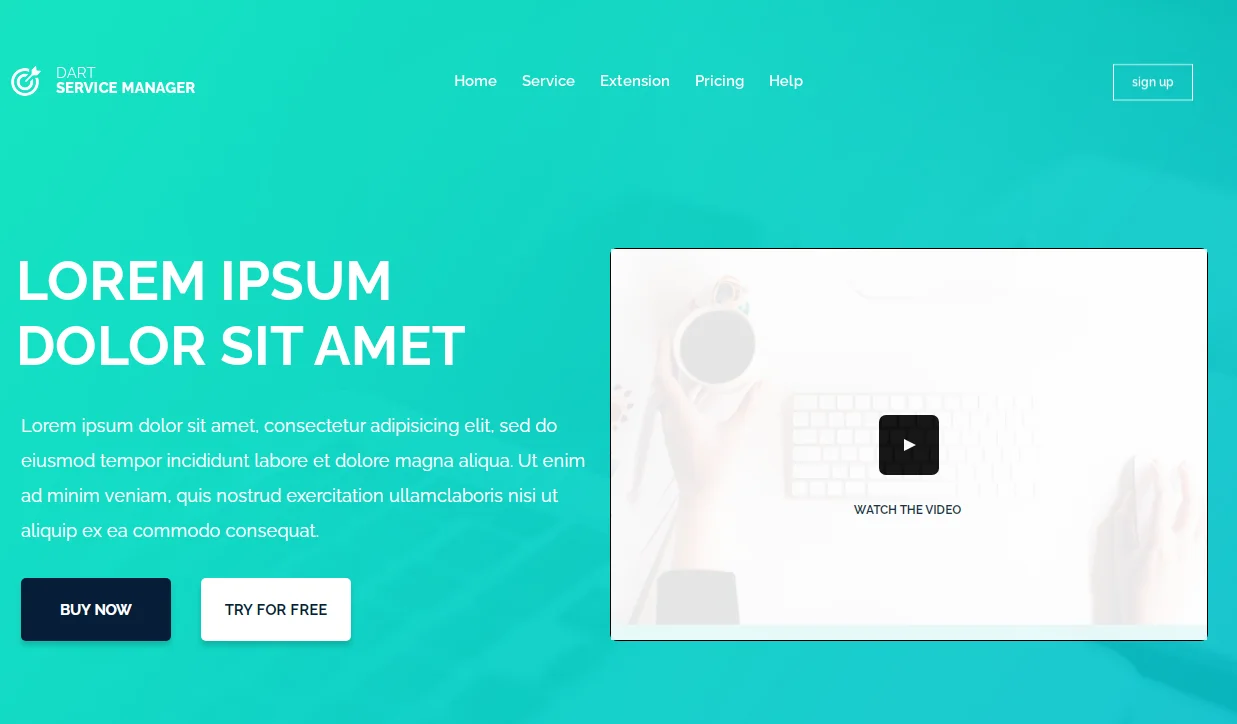 DART
SERVICE MANAGER
Home
Service
Extension
Pricing
Help
sign up
LOREM IPSUM
DOLOR SIT AMET
Lorem ipsum dolor sit amet, consectetur adipisicing elit, sed do
eiusmod tempor incididunt labore et dolore magna aliqua. Ut enim
ad minim veniam, quis nostrud exercitation ullamclaboris nisi ut
aliquip ex ea commodo consequat.
BUY NOW
TRY FOR FREE
WATCH THE VIDEO